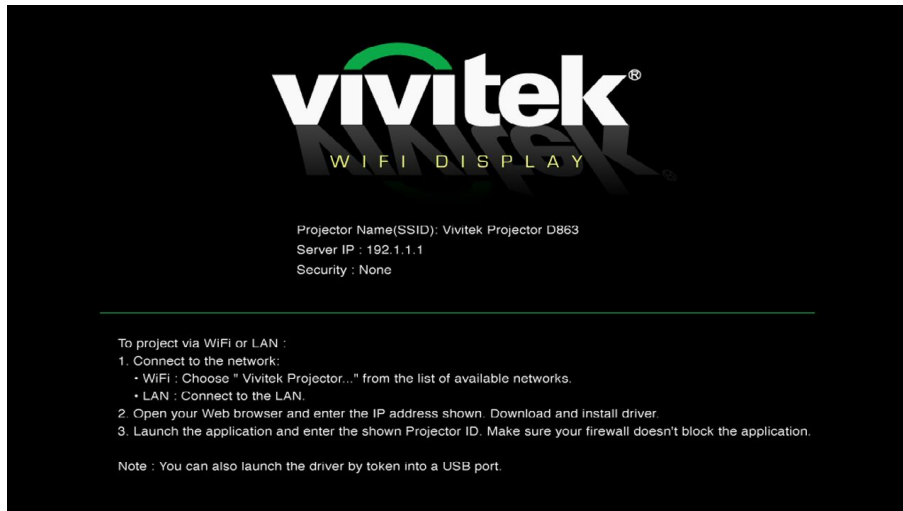 vivitek®
WIFI DISPLAY
Projector Name(SSID): Vivitek Projector D863
Server IP : 192.1.1.1
Security : None
To project via WiFi or LAN :
1. Connect to the network:
• WiFi : Choose " Vivitek Projector..." from the list of available networks.
• LAN : Connect to the LAN.
2. Open your Web browser and enter the IP address shown. Download and install driver.
3. Launch the application and enter the shown Projector ID. Make sure your firewall doesn't block the application.
Note : You can also launch the driver by token into a USB port.